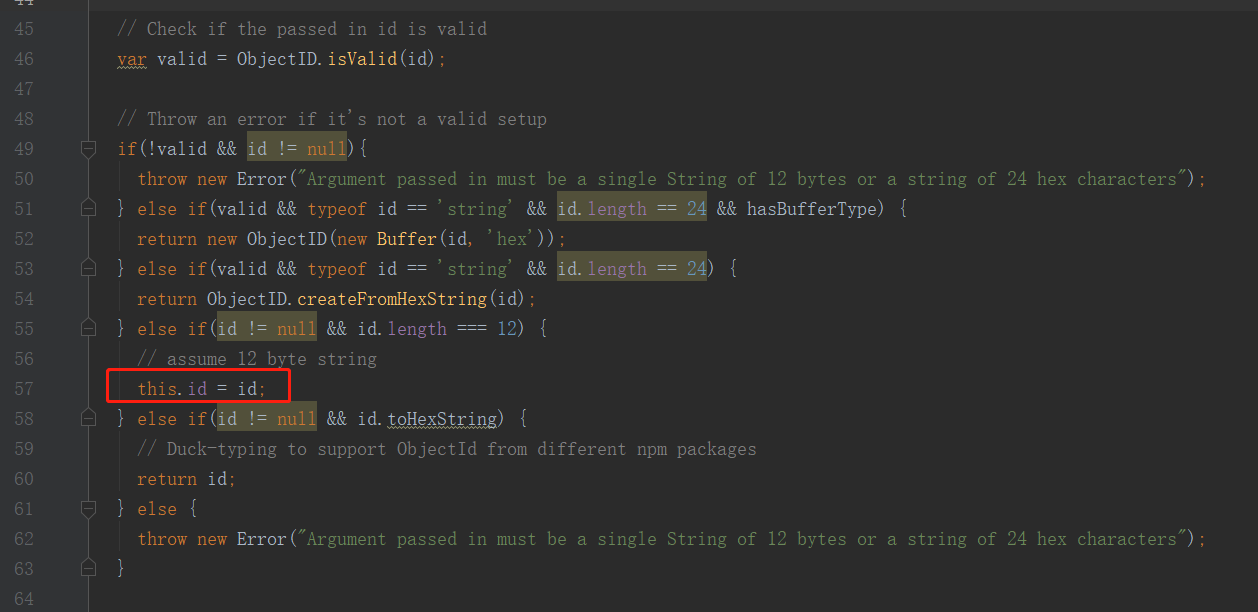 44
45 // Check if the passed in id is valid
46 var valid = ObjectID.isValid(id);
47
48 // Throw an error if it's not a valid setup
49 if(!valid && id != null){
50 throw new Error("Argument passed in must be a single String of 12 bytes or a string of 24 hex characters");
51 } else if(valid && typeof id == 'string' && id.length == 24 && hasBufferType) {
52 return new ObjectID(new Buffer(id, 'hex'));
53 } else if(valid && typeof id == 'string' && id.length == 24) {
54 return ObjectID.createFromHexString(id);
55 } else if(id != null && id.length === 12) {
56 // assume 12 byte string
57 this.id = id;
58 } else if(id != null && id.toHexString) {
59 // Duck-typing to support ObjectId from different npm packages
60 return id;
61 } else {
62 throw new Error("Argument passed in must be a single String of 12 bytes or a string of 24 hex characters");
63 }
64